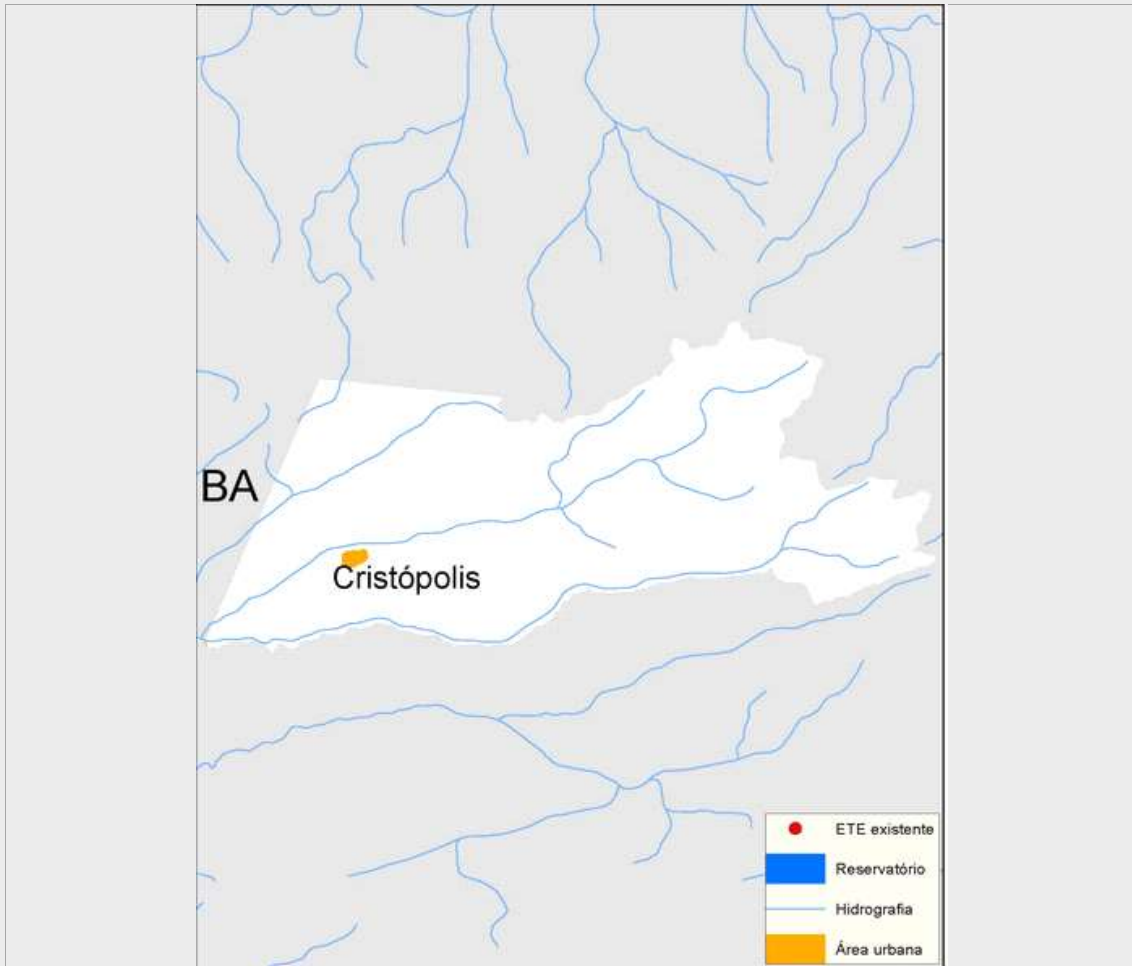 BA
Cristópolis
ETE existente
Reservatório
Hidrografia
Área urbana